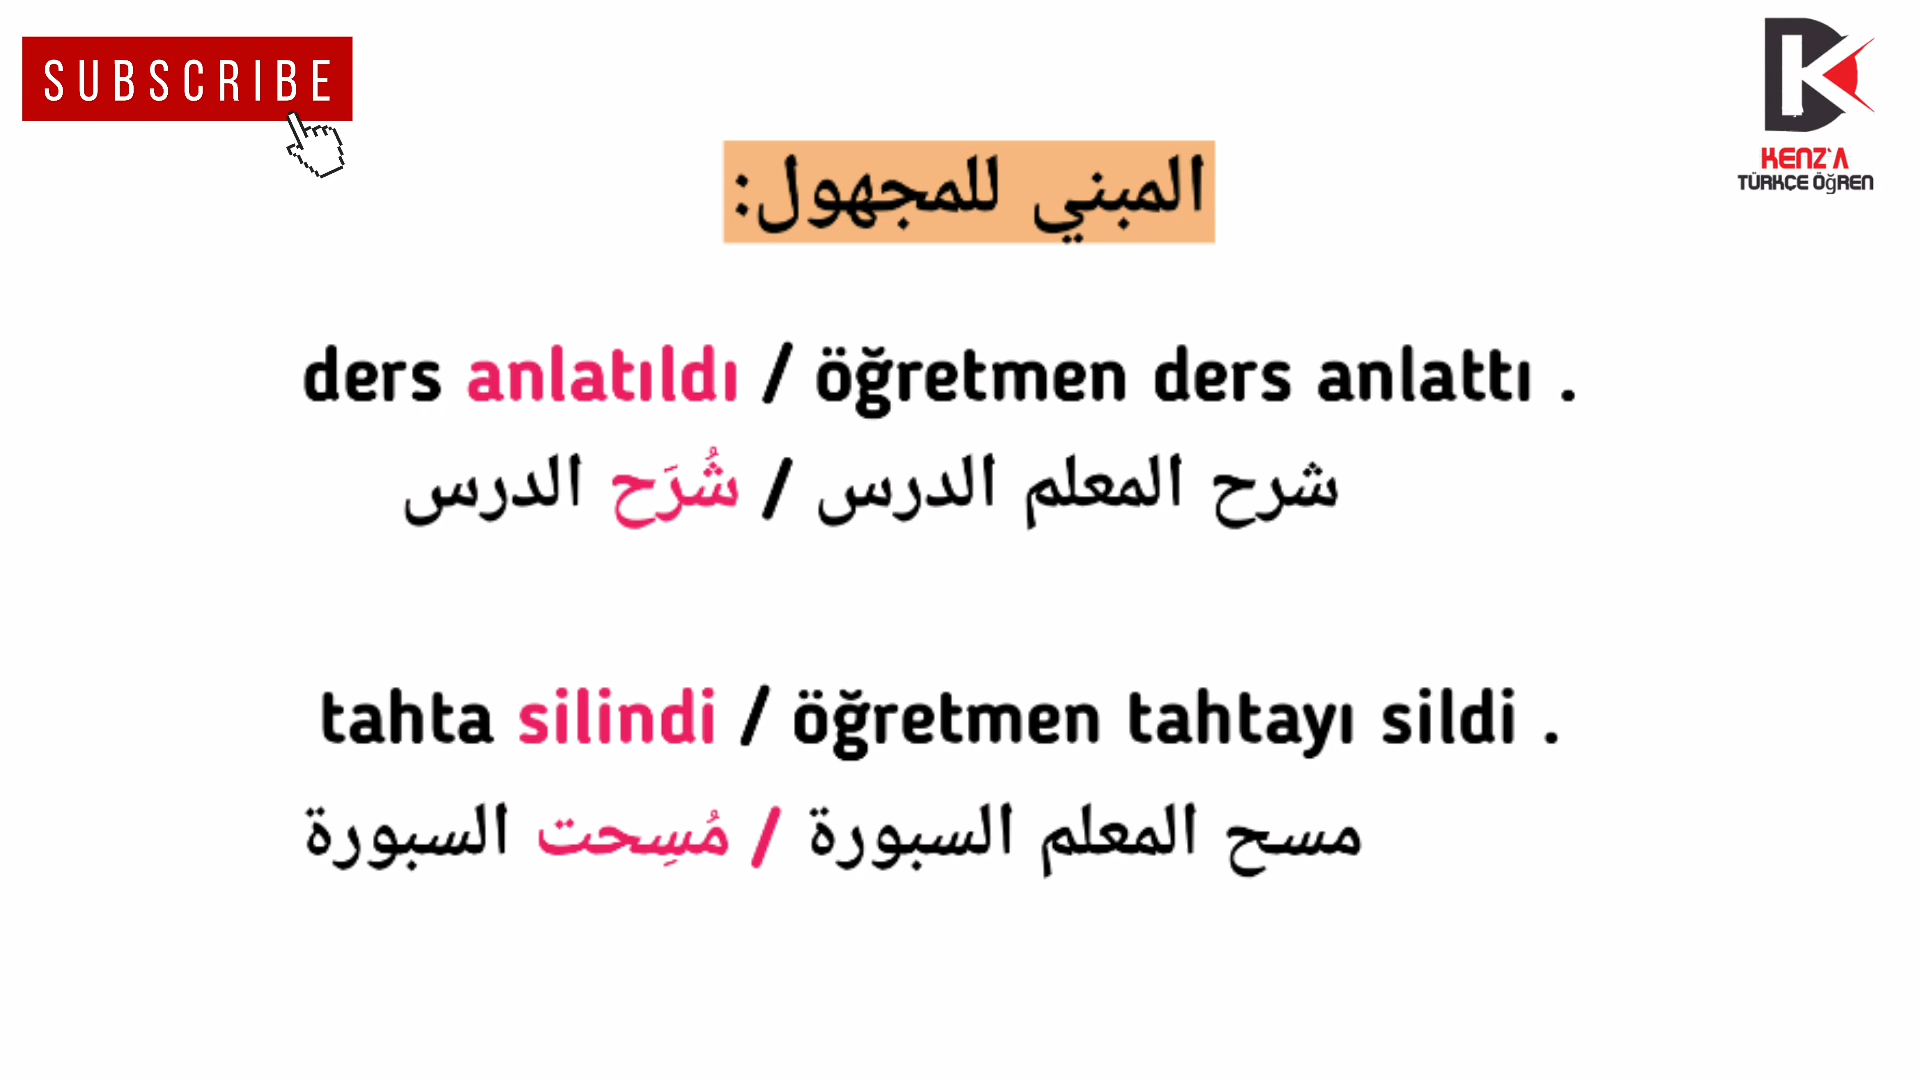 SUBSCRIBE
KENZ'A
TÜRKÇE ÖğREN
المبني للمجهول:
ders anlatıldı / öğretmen ders anlattı .
شرح المعلم الدرس / شُرَح الدرس
tahta silindi / öğretmen tahtayı sildi .
مسح المعلم السبورة / مُسِحت السبورة